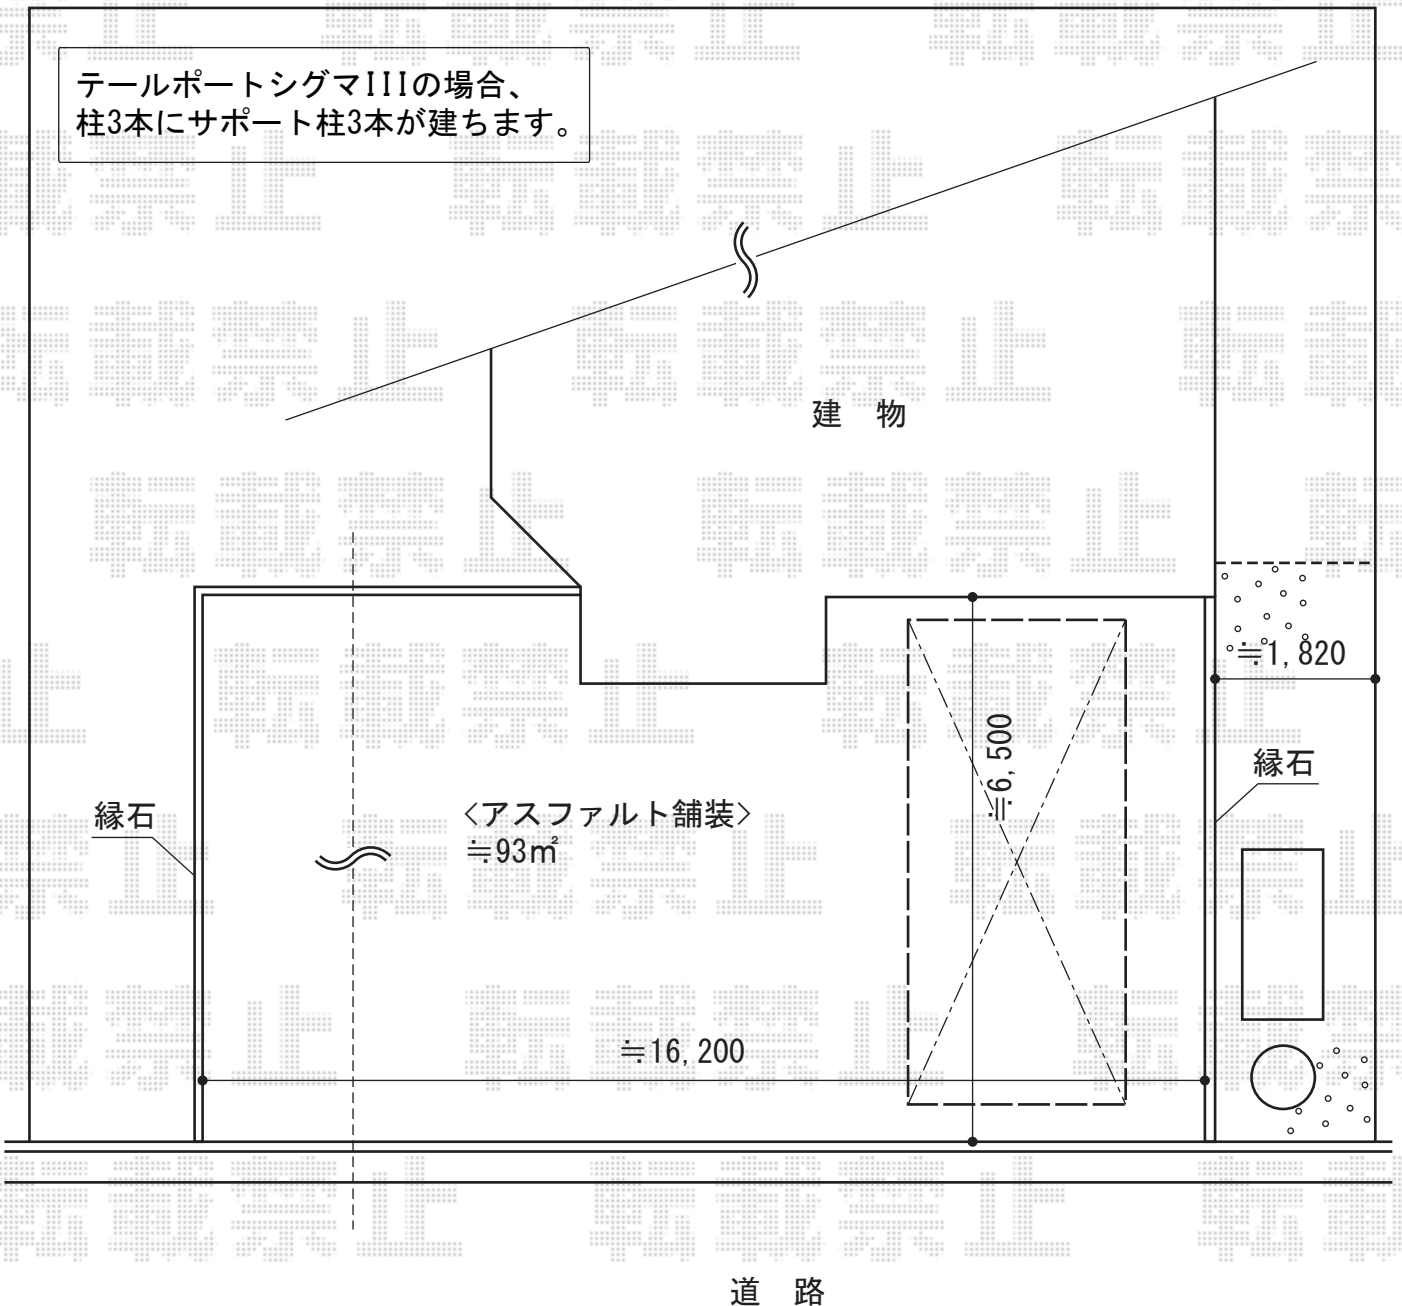 テールポートシグマIIIの場合、
柱3本にサポート柱3本が建ちます。
建 物
≒1,820
≒6,500
縁石
縁石
<アスファルト舗装>
≒93㎡
≒16,200
道 路
転載禁止